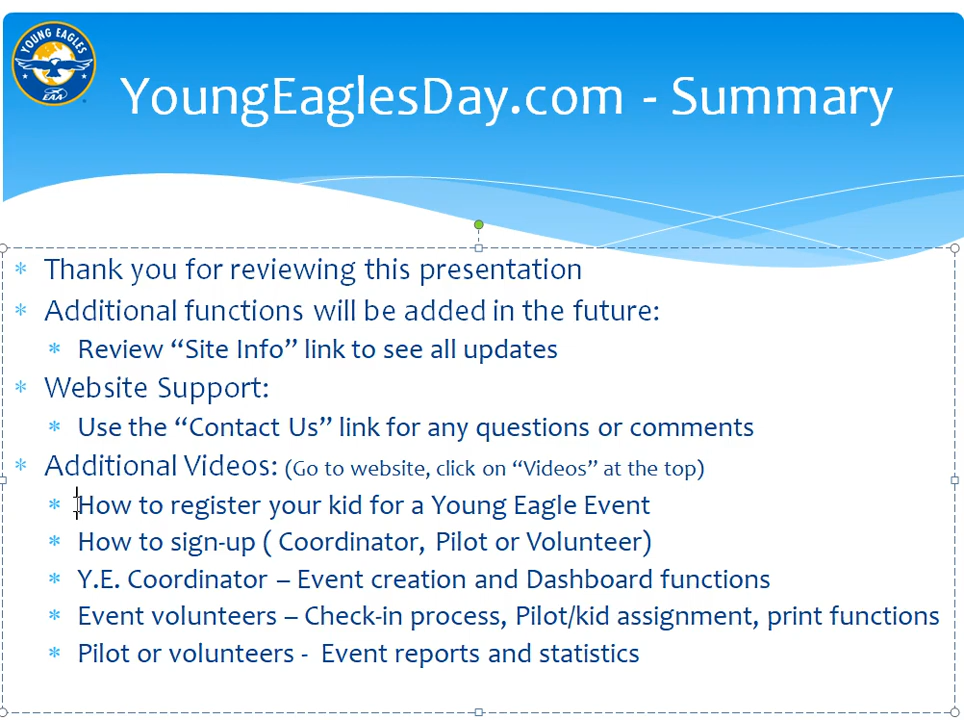 YOUNG EAGLES
EAA
YoungEaglesDay.com - Summary
Thank you for reviewing this presentation
Additional functions will be added in the future:
Review “Site Info” link to see all updates
Website Support:
Use the “Contact Us” link for any questions or comments
Additional Videos: (Go to website, click on “Videos” at the top)
How to register your kid for a Young Eagle Event
How to sign-up ( Coordinator, Pilot or Volunteer)
Y.E. Coordinator – Event creation and Dashboard functions
Event volunteers – Check-in process, Pilot/kid assignment, print functions
Pilot or volunteers - Event reports and statistics